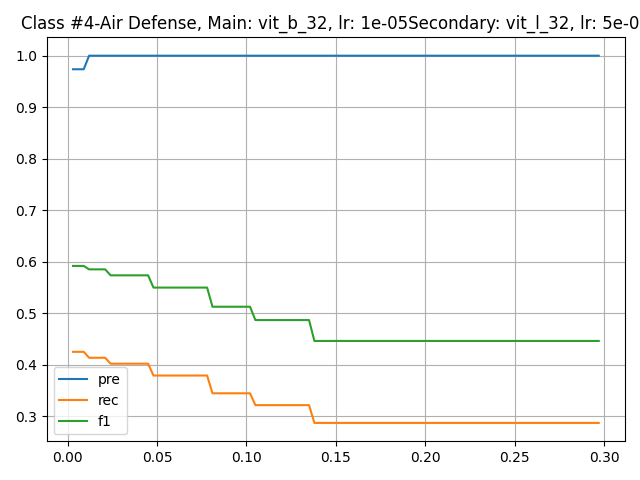 Class #4-Air Defense, Main: vit_b_32, lr: 1e-05Secondary: vit_l_32, lr: 5e-0
1.0
0.9
0.8
0.7
0.6
0.5
0.4
0.3
pre
rec
f1
0.00 0.05 0.10 0.15 0.20 0.25 0.30